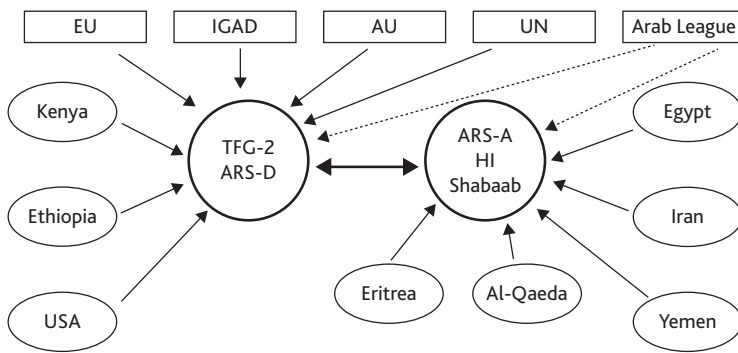 EU
IGAD
AU
UN
Arab League
Kenya
TFG-2
ARS-D
ARS-A
HI
Shabaab
Egypt
Ethiopia
Iran
Eritrea
Al-Qaeda
USA
Yemen